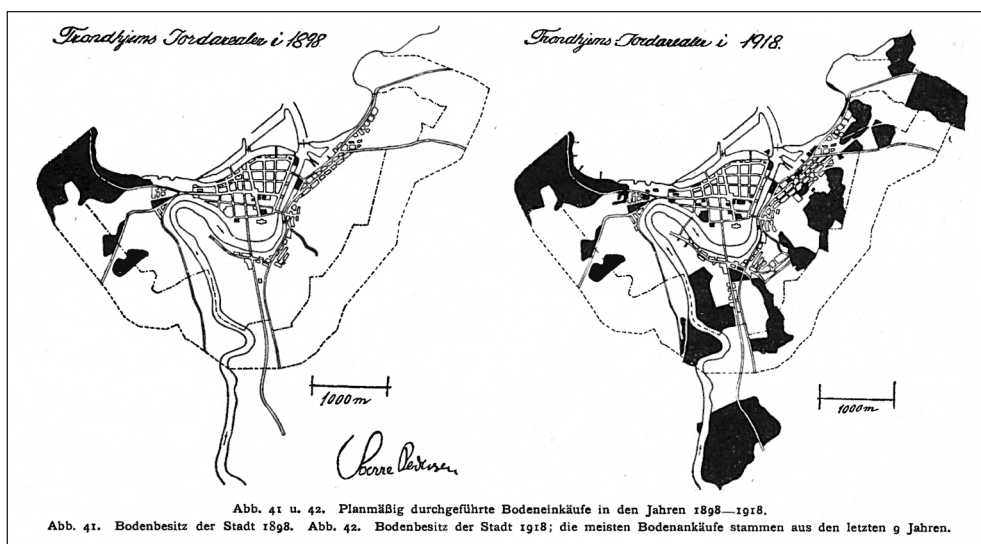 Trondhjems Jordarealer i 1898
Trondhjems Jordarealer i 1918.
1000 m
1000 m
Sverre Pedersen
Abb. 41 u. 42. Planmäßig durchgeführte Bodeneinkäufe in den Jahren 1898—1918.
Abb. 41. Bodenbesitz der Stadt 1898. Abb. 42. Bodenbesitz der Stadt 1918; die meisten Bodenankäufe stammen aus den letzten 9 Jahren.